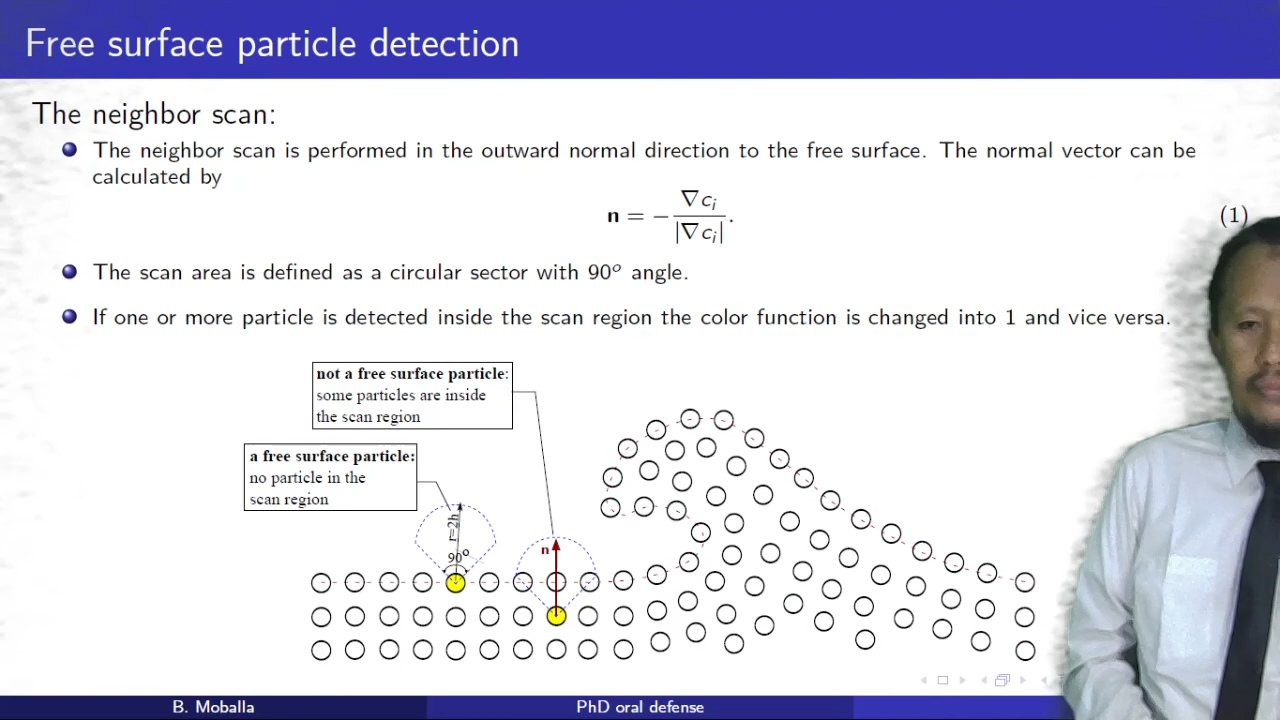 Free surface particle detection
The neighbor scan:
The neighbor scan is performed in the outward normal direction to the free surface. The normal vector can be
calculated by
n = − ∇cᵢ / |∇cᵢ| .
(1)
The scan area is defined as a circular sector with 90° angle.
If one or more particle is detected inside the scan region the color function is changed into 1 and vice versa.
not a free surface particle:
some particles are inside
the scan region
a free surface particle:
no particle in the
scan region
r=2h
90°
n
B. Moballa
PhD oral defense